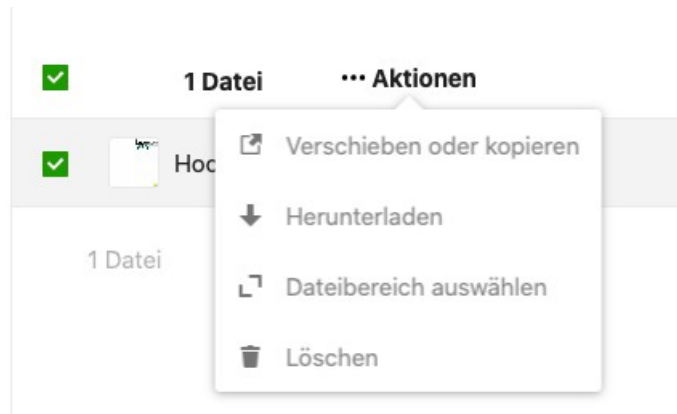 1 Datei ••• Aktionen
Hoc
Verschieben oder kopieren
Herunterladen
1 Datei
Dateibereich auswählen
Löschen